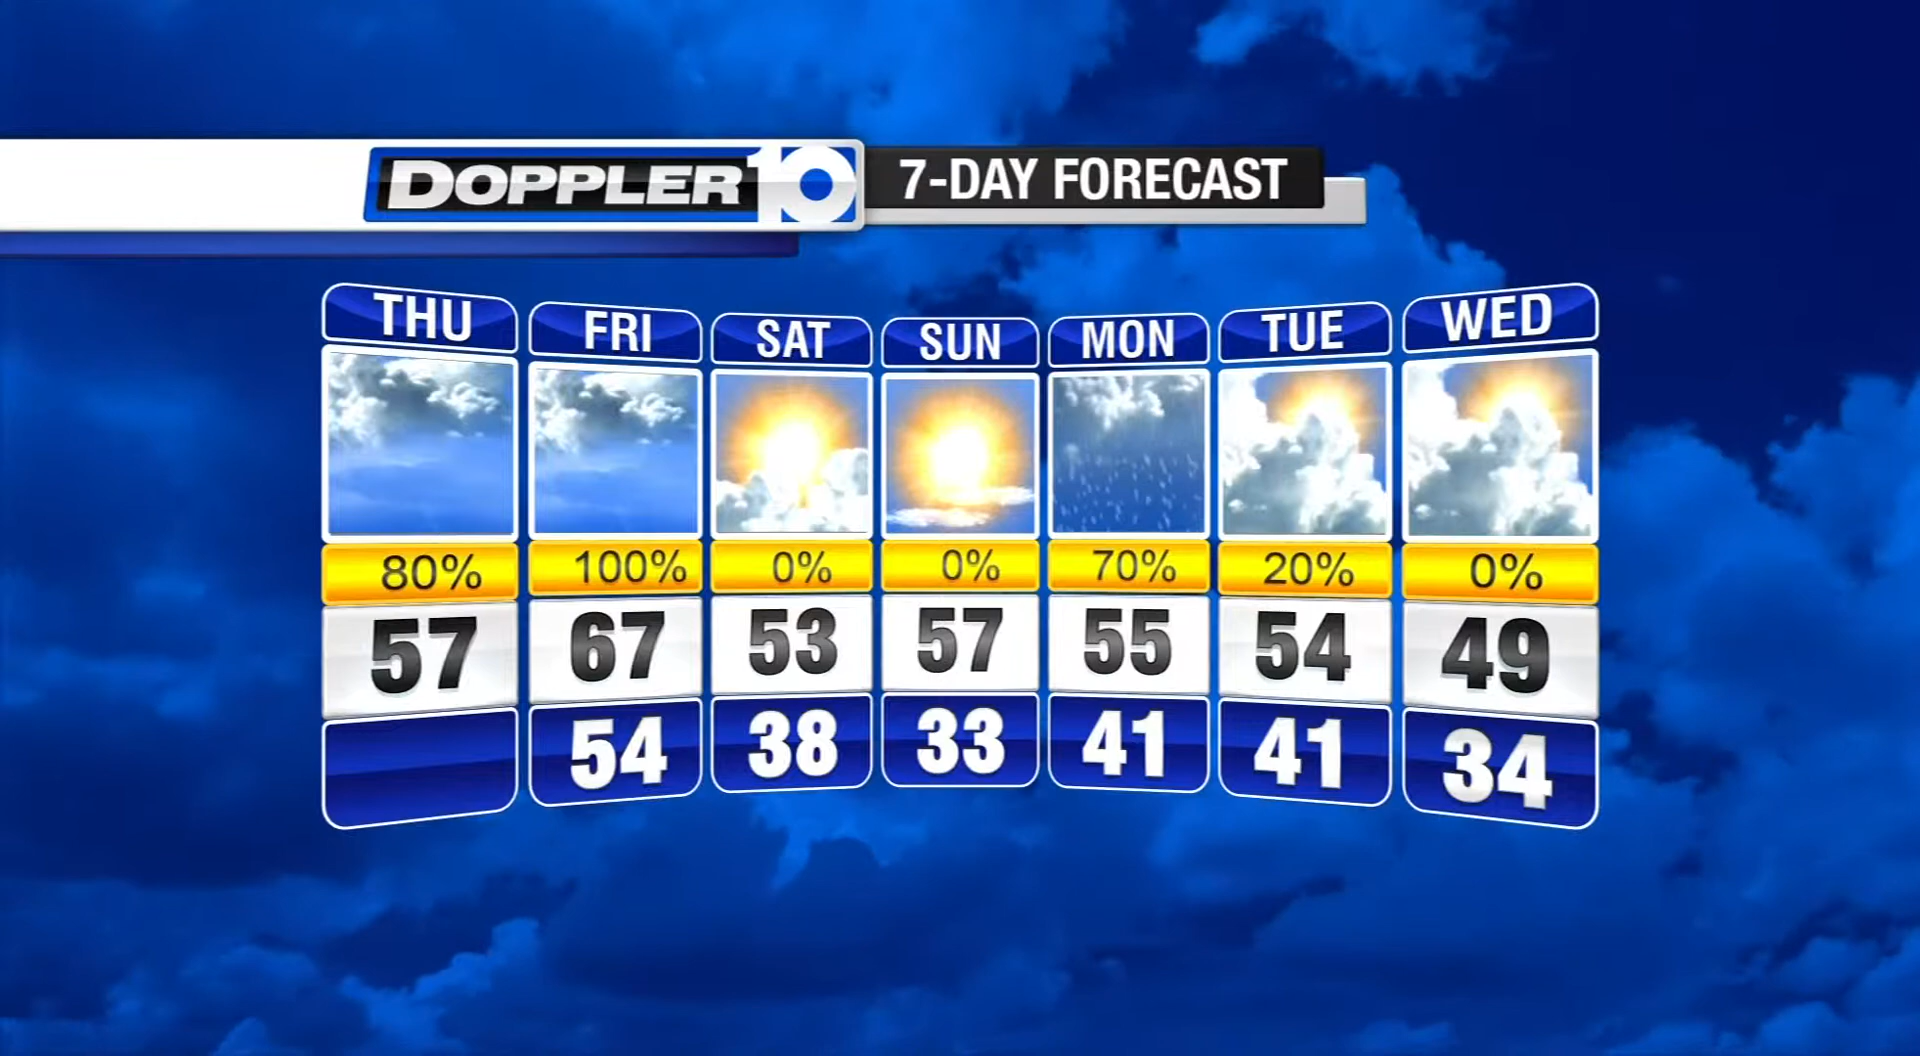 DOPPLER 10 7-DAY FORECAST
THU FRI SAT SUN MON TUE WED
80% 100% 0% 0% 70% 20% 0%
57 67 53 57 55 54 49
54 38 33 41 41 34